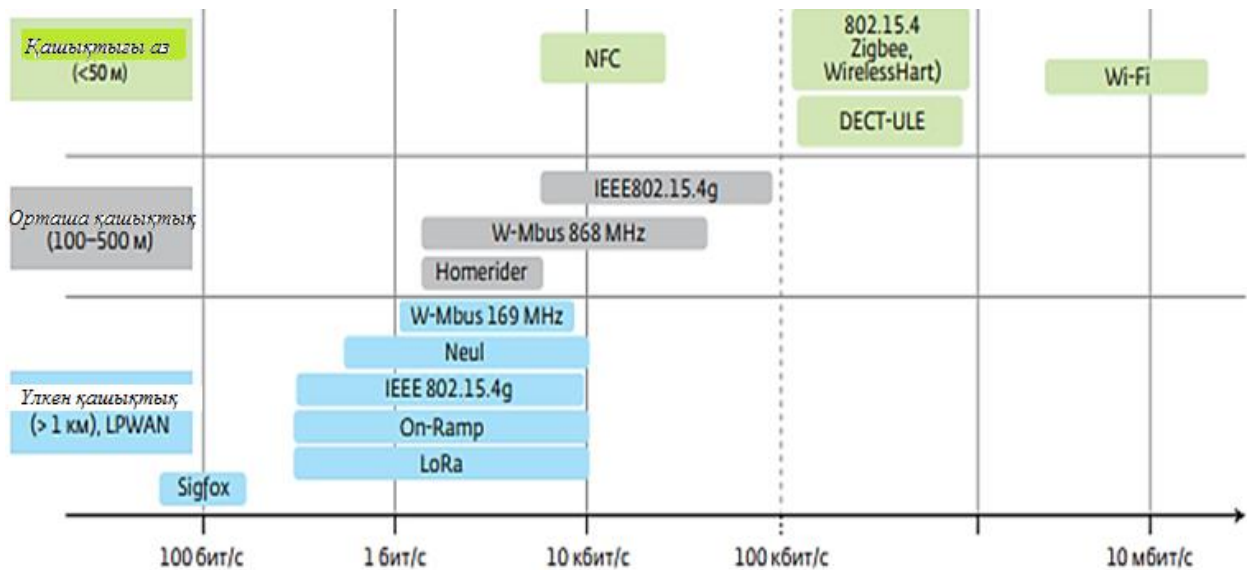 Қашықтығы аз
(<50 м)
NFC
802.15.4
Zigbee,
WirelessHart)
Wi-Fi
DECT-ULE
IEEE802.15.4g
Орташа қашықтық
(100–500 м)
W-Mbus 868 MHz
Homerider
W-Mbus 169 MHz
Neul
IEEE 802.15.4g
Үлкен қашықтық
(> 1 км), LPWAN
On-Ramp
LoRa
Sigfox
100 бит/с
1 бит/с
10 кбит/с
100 кбит/с
10 мбит/с